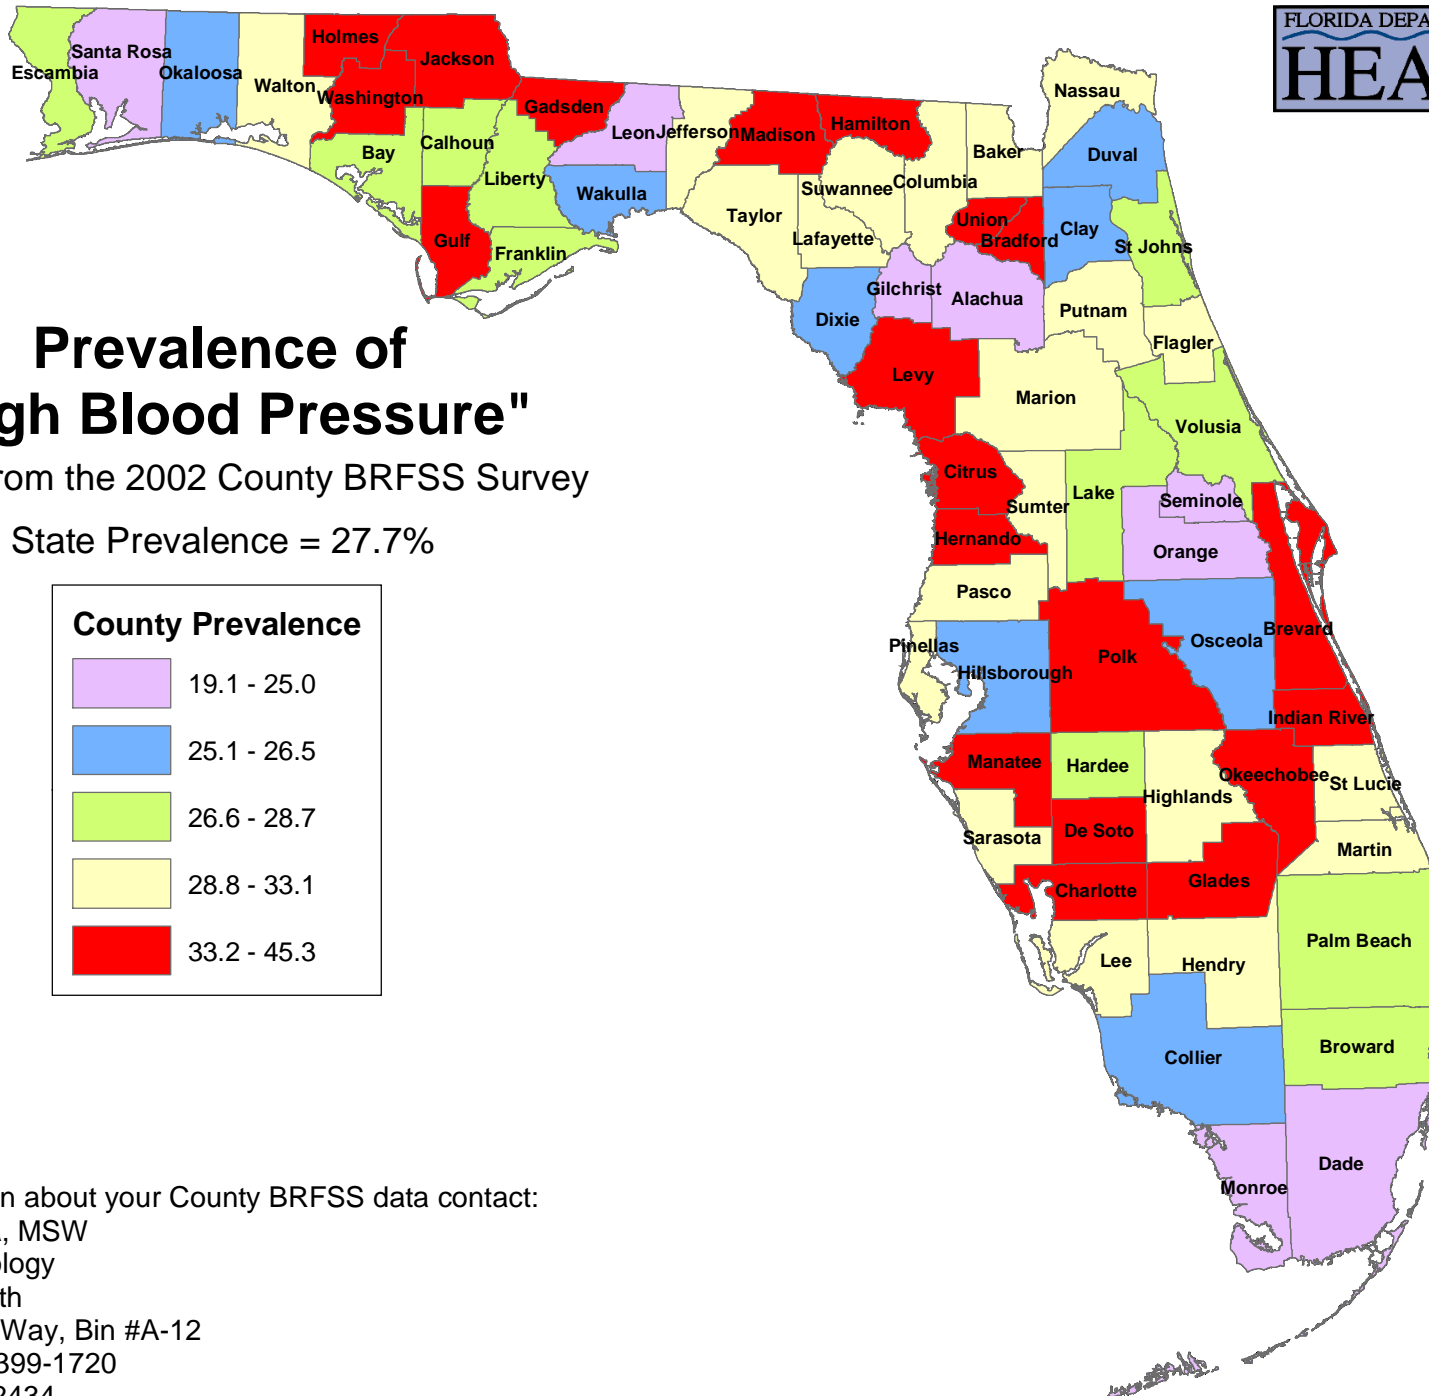 FLORIDA DEPA
HEA
Prevalence of
gh Blood Pressure"
rom the 2002 County BRFSS Survey
State Prevalence = 27.7%
County Prevalence
19.1 - 25.0
25.1 - 26.5
26.6 - 28.7
28.8 - 33.1
33.2 - 45.3
Escambia
Santa Rosa
Okaloosa
Walton
Holmes
Jackson
Washington
Bay
Calhoun
Gulf
Liberty
Gadsden
Franklin
Leon
Wakulla
Jefferson
Madison
Taylor
Hamilton
Suwannee
Lafayette
Columbia
Baker
Nassau
Duval
Union
Bradford
Clay
St Johns
Dixie
Gilchrist
Alachua
Putnam
Flagler
Levy
Marion
Volusia
Citrus
Sumter
Lake
Seminole
Orange
Hernando
Pasco
Pinellas
Hillsborough
Polk
Osceola
Brevard
Indian River
Manatee
Hardee
Highlands
Okeechobee
St Lucie
Sarasota
De Soto
Martin
Charlotte
Glades
Lee
Hendry
Palm Beach
Collier
Broward
Dade
Monroe
n about your County BRFSS data contact:
, MSW
ology
th
Way, Bin #A-12
399-1720
2434